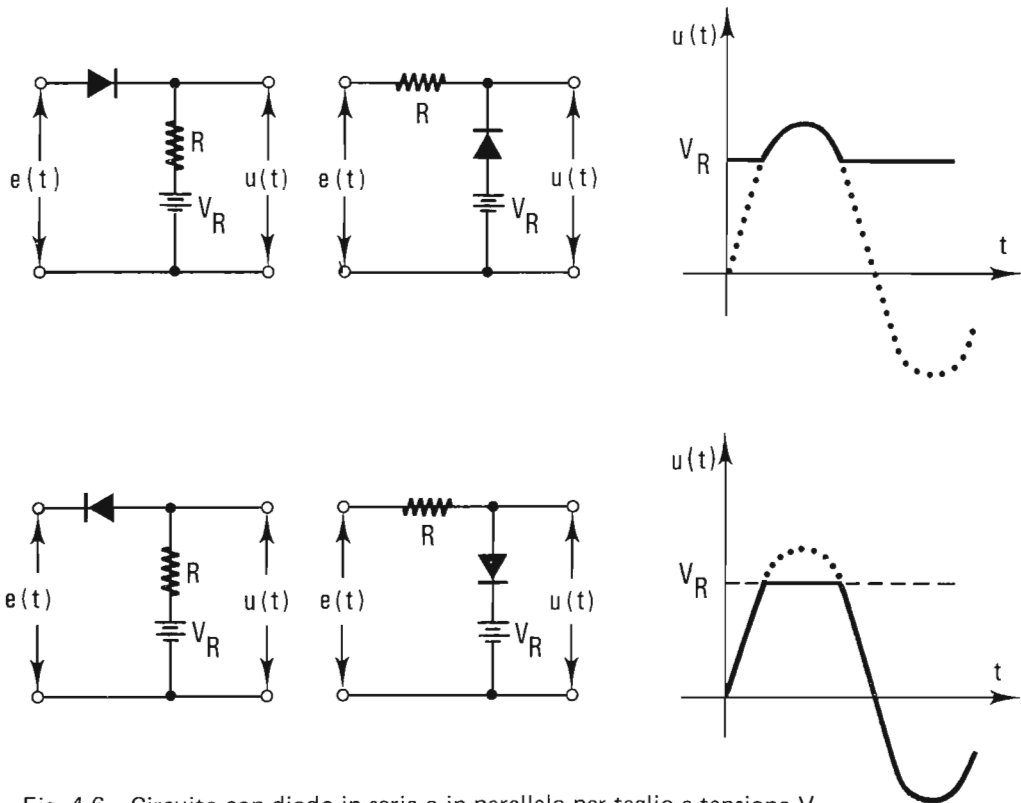 u(t)
R
R
e(t)
u(t)
e(t)
u(t)
V_R
V_R
V_R
t
u(t)
R
R
e(t)
u(t)
e(t)
u(t)
V_R
V_R
V_R
t
Fig. 4.6 Circuito con diodo in serie o in parallelo per taglio a tensione V